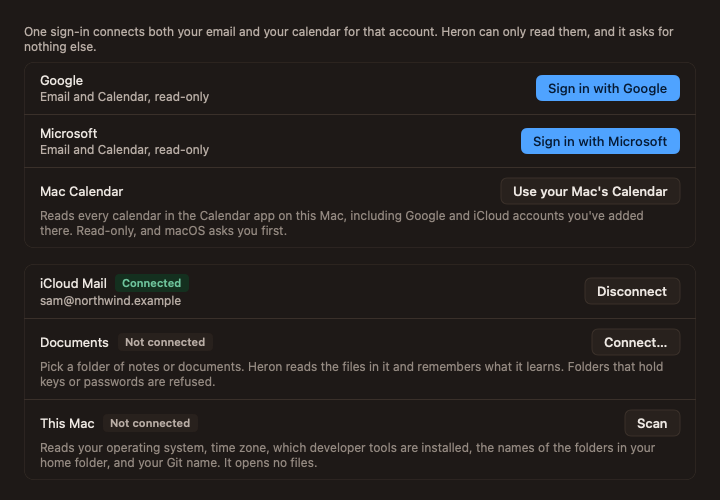 One sign-in connects both your email and your calendar for that account. Heron can only read them, and it asks for
nothing else.
Google
Email and Calendar, read-only
Sign in with Google
Microsoft
Email and Calendar, read-only
Sign in with Microsoft
Mac Calendar
Use your Mac's Calendar
Reads every calendar in the Calendar app on this Mac, including Google and iCloud accounts you've added
there. Read-only, and macOS asks you first.
iCloud Mail Connected
sam@northwind.example
Disconnect
Documents Not connected
Connect...
Pick a folder of notes or documents. Heron reads the files in it and remembers what it learns. Folders that hold
keys or passwords are refused.
This Mac Not connected
Scan
Reads your operating system, time zone, which developer tools are installed, the names of the folders in your
home folder, and your Git name. It opens no files.